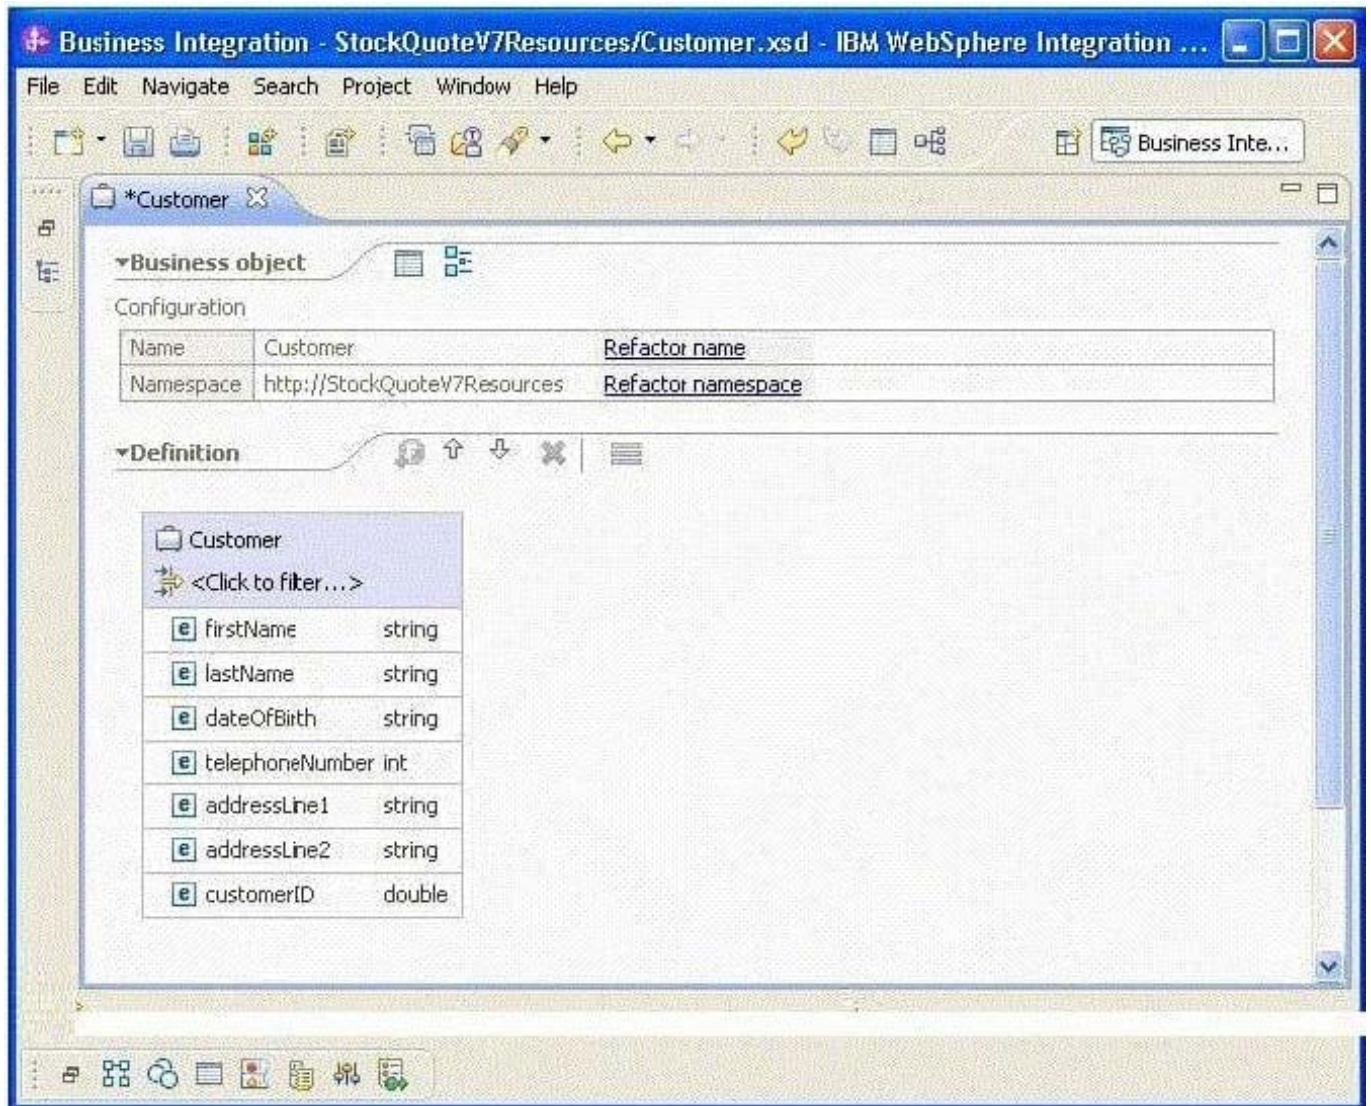 Business Integration - StockQuoteV7Resources/Customer.xsd - IBM WebSphere Integration ...
File Edit Navigate Search Project Window Help
Business Inte...
*Customer
Business object
Configuration
Name Customer Refactor name
Namespace http://StockQuoteV7Resources Refactor namespace
Definition
Customer
<Click to filter...>
e firstName string
e lastName string
e dateOfBirth string
e telephoneNumber int
e addressLine1 string
e addressLine2 string
e customerID double